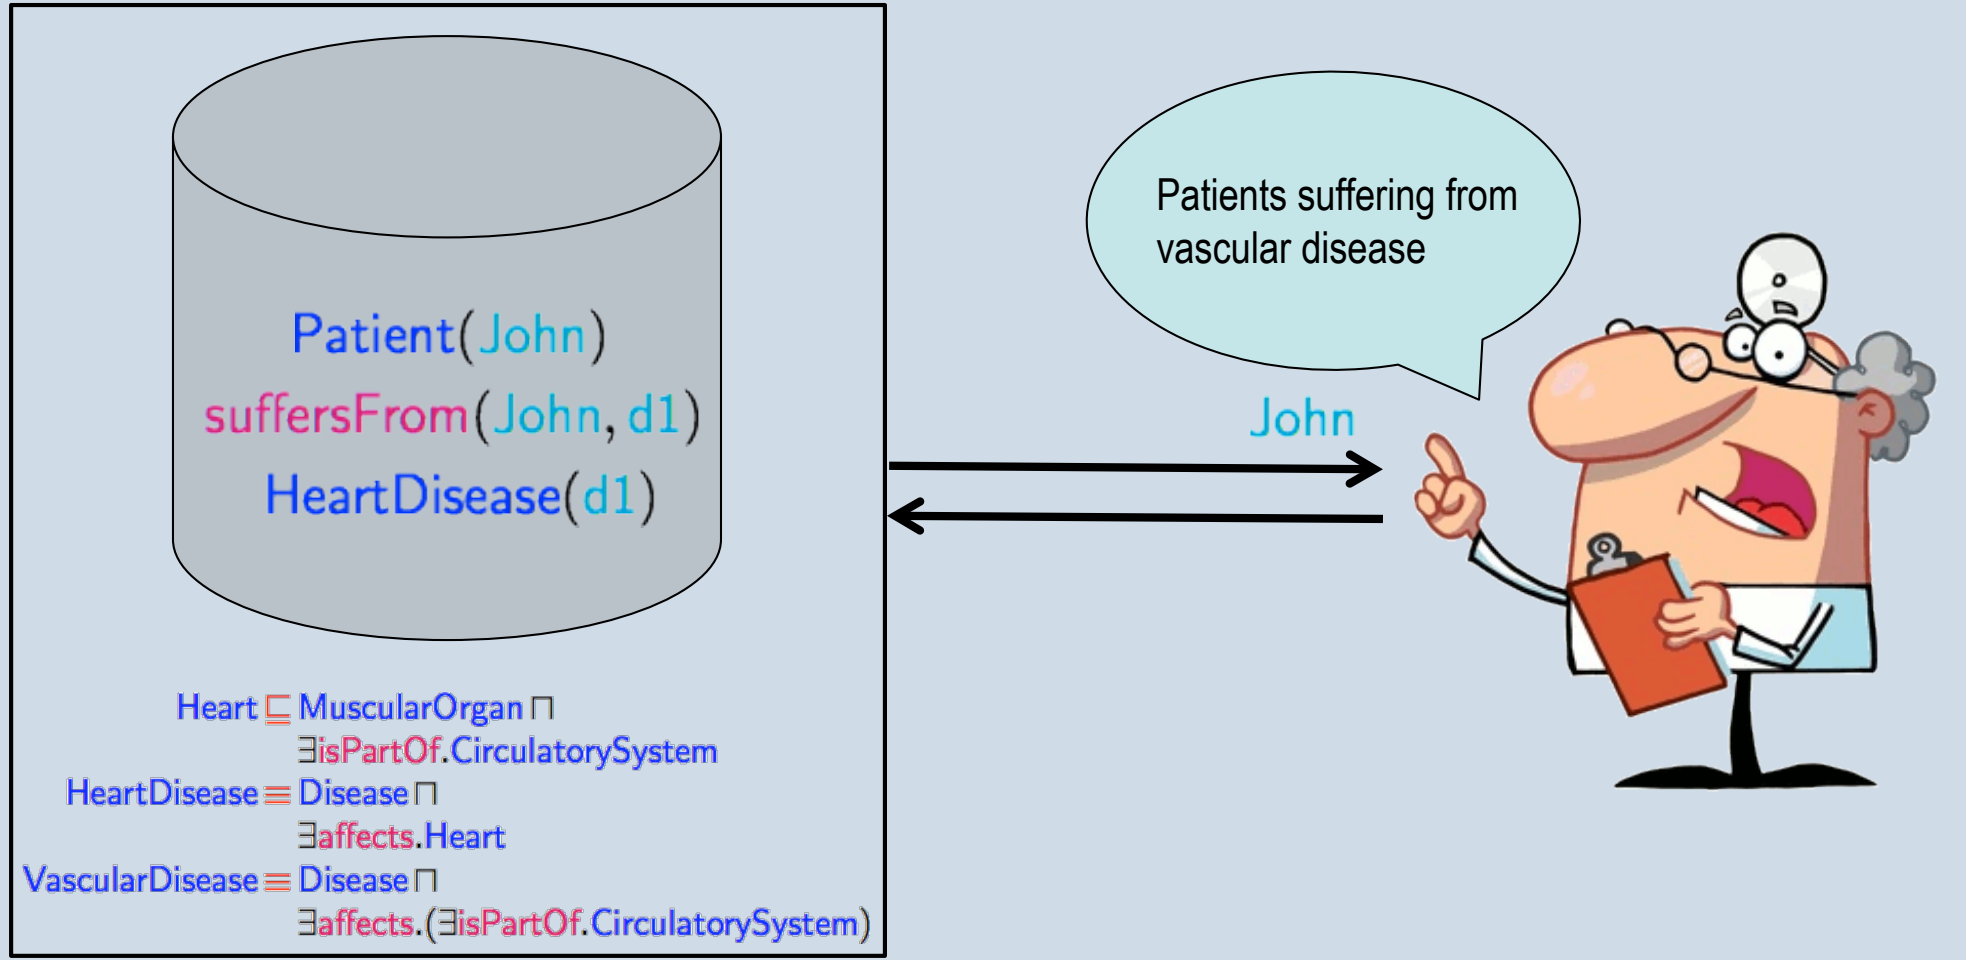 Patient(John)
suffersFrom(John, d1)
HeartDisease(d1)
Heart ⊑ MuscularOrgan ⊓
∃isPartOf.CirculatorySystem
HeartDisease ≡ Disease ⊓
∃affects.Heart
VascularDisease ≡ Disease ⊓
∃affects.(∃isPartOf.CirculatorySystem)
Patients suffering from
vascular disease
John